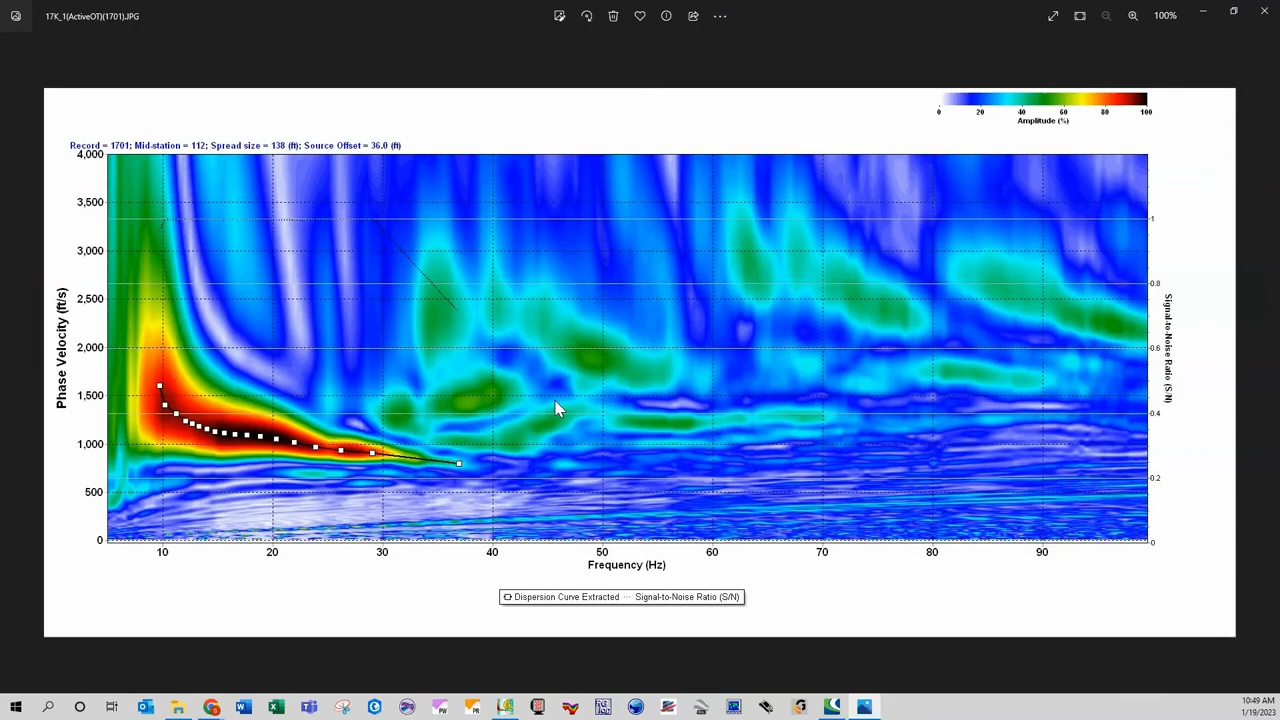 17K_1(ActiveOT)(1701).JPG
100%
0 20 40 60 80 100
Amplitude (%)
Record = 1701; Mid-station = 112; Spread size = 138 (ft); Source Offset = 36.0 (ft)
4,000
3,500
3,000
2,500
2,000
1,500
1,000
500
0
Phase Velocity (ft/s)
1
0.8
0.6
0.4
0.2
0
Signal-to-Noise Ratio (S/N)
10 20 30 40 50 60 70 80 90
Frequency (Hz)
Dispersion Curve Extracted Signal-to-Noise Ratio (S/N)
10:49 AM
1/19/2023